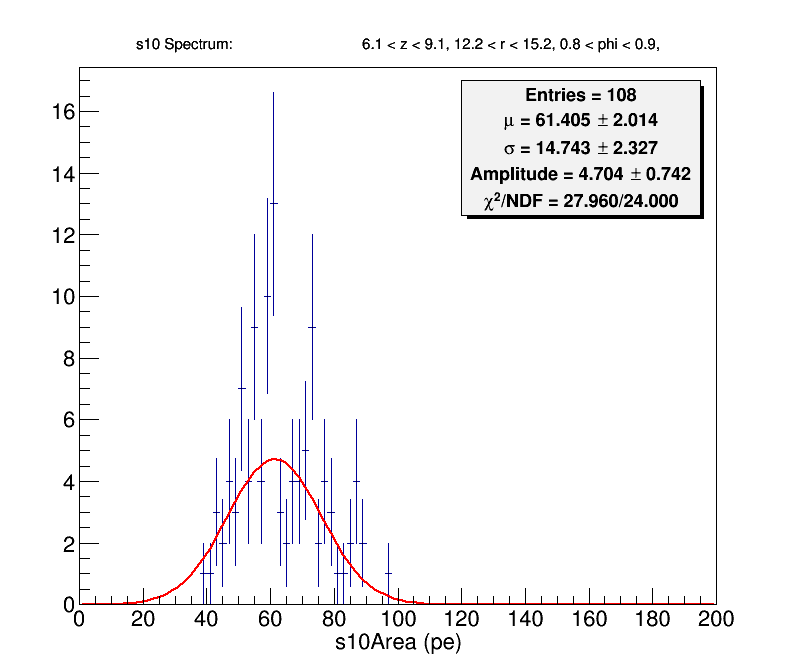 s10 Spectrum: 6.1 < z < 9.1, 12.2 < r < 15.2, 0.8 < phi < 0.9,
Entries = 108
μ = 61.405 ± 2.014
σ = 14.743 ± 2.327
Amplitude = 4.704 ± 0.742
χ²/NDF = 27.960/24.000
16
14
12
10
8
6
4
2
0
0 20 40 60 80 100 120 140 160 180 200
s10Area (pe)